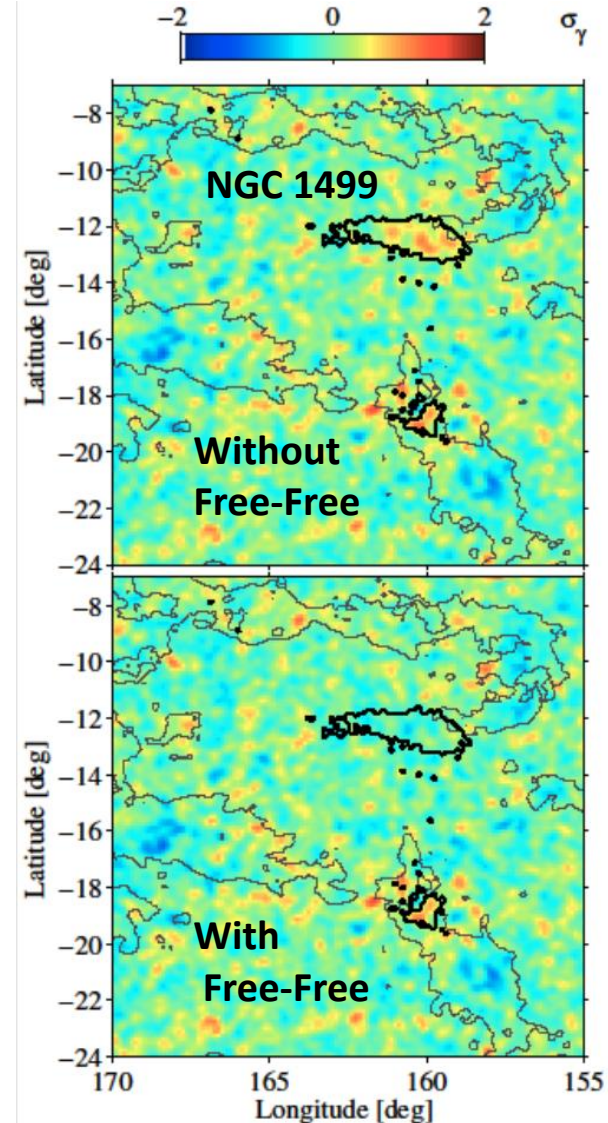 −2 0 2 σγ
−8
−10
NGC 1499
−12
−14
−16
Latitude [deg]
−18
−20
Without
Free-Free
−22
−24
−8
−10
−12
−14
−16
Latitude [deg]
−18
−20
With
Free-Free
−22
−24
170 165 160 155
Longitude [deg]